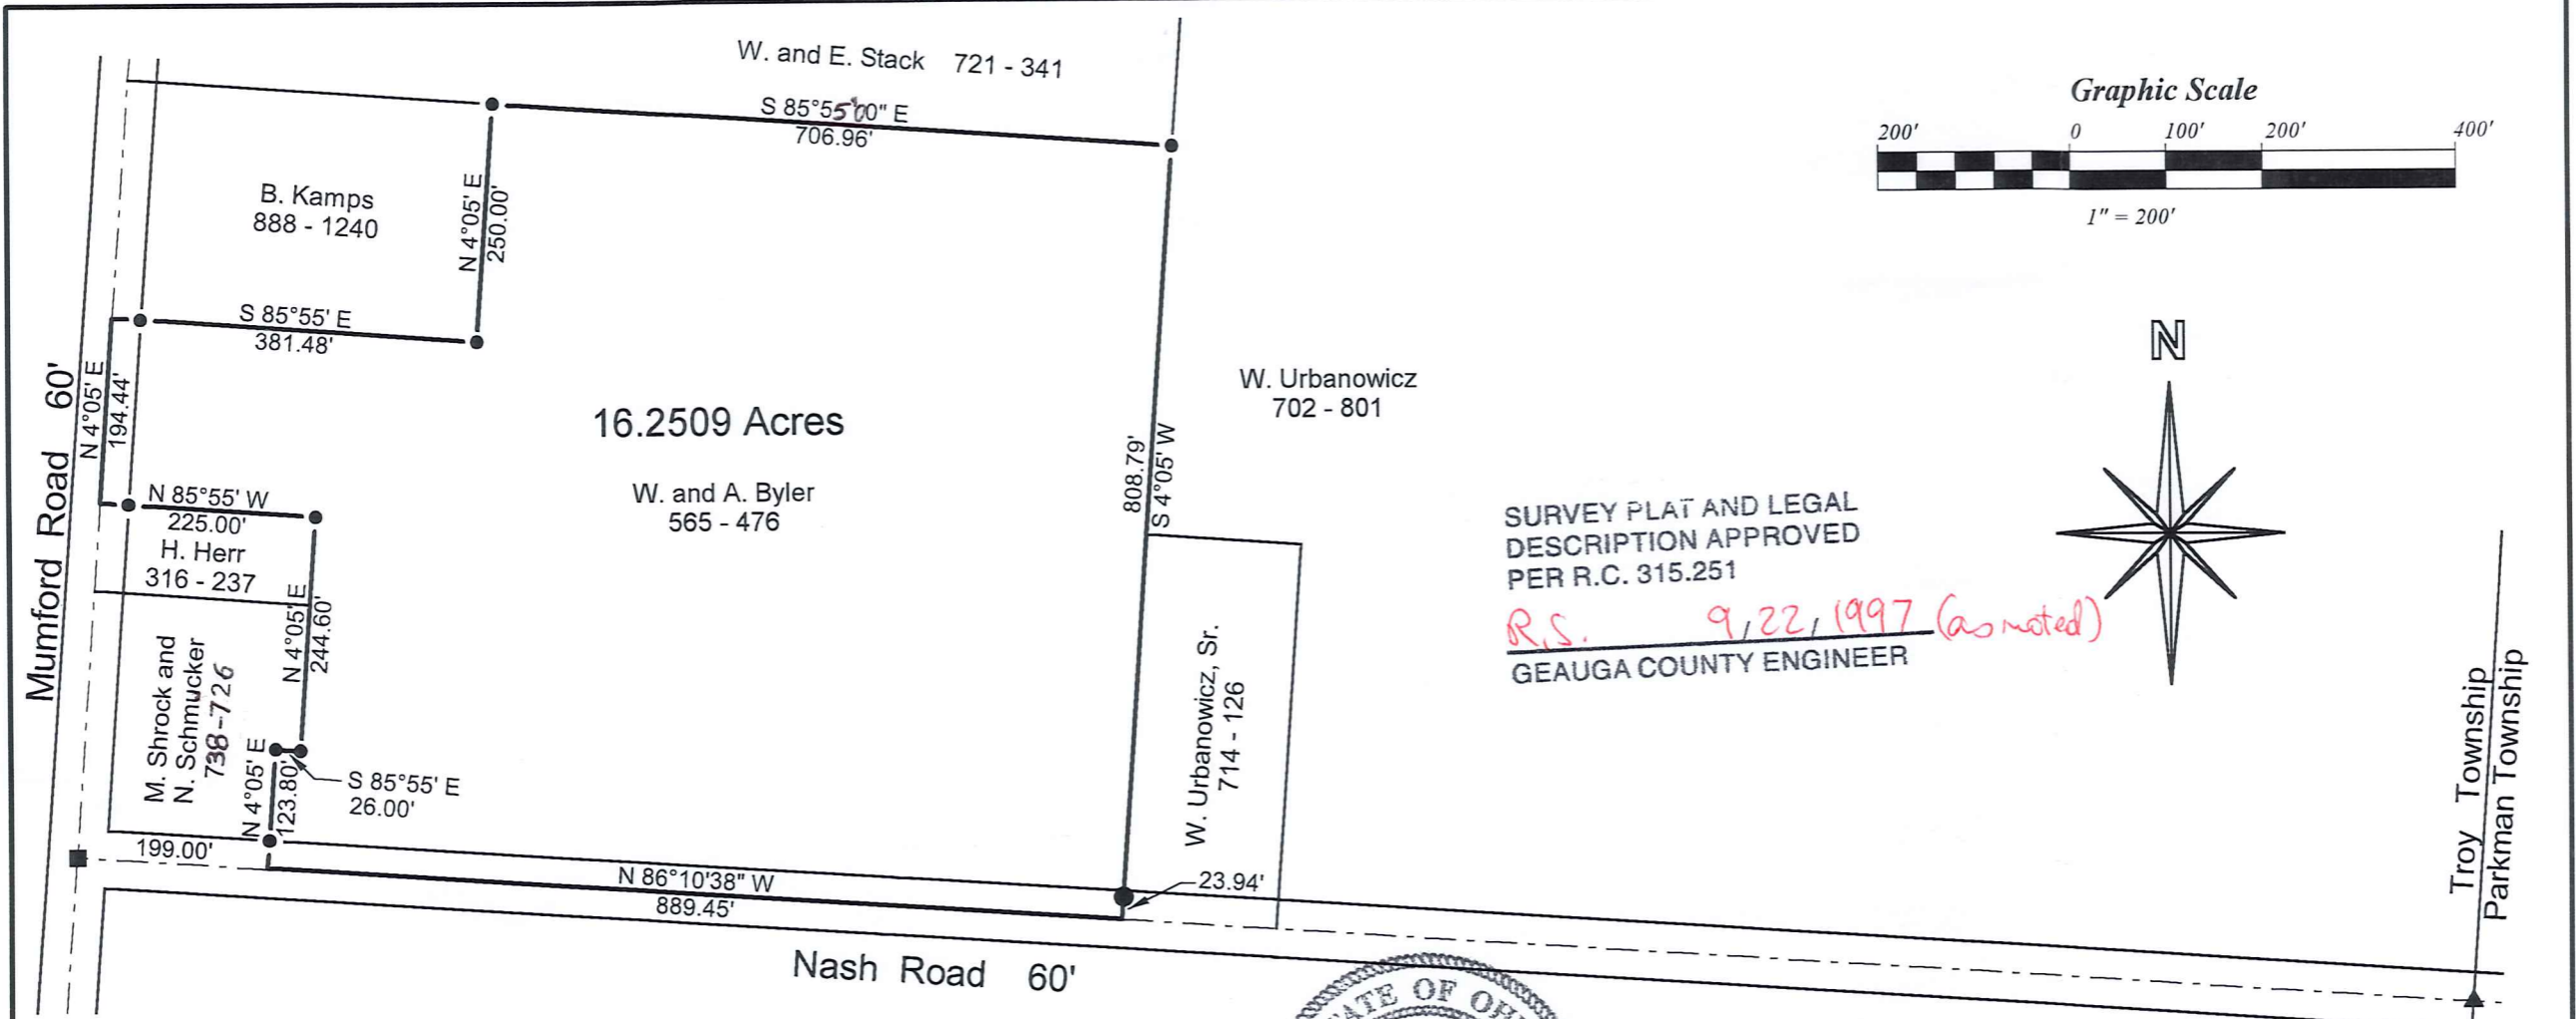 W. and E. Stack 721 - 341
S 85°55'00" E
706.96'
Graphic Scale
200' 0 100' 200' 400'
1" = 200'
B. Kamps
888 - 1240
N 4°05' E
250.00'
S 85°55' E
381.48'
N
Mumford Road 60'
N 4°05' E
194.44'
16.2509 Acres
W. and A. Byler
565 - 476
W. Urbanowicz
702 - 801
808.79'
S 4°05' W
N 85°55' W
225.00'
H. Herr
316 - 237
SURVEY PLAT AND LEGAL
DESCRIPTION APPROVED
PER R.C. 315.251
R.S. 9,22,1997 (as noted)
GEAUGA COUNTY ENGINEER
N 4°05' E
244.60'
M. Shrock and
N. Schmucker
738-726
N 4°05' E
123.80'
S 85°55' E
26.00'
W. Urbanowicz, Sr.
714 - 126
Troy Township
Parkman Township
199.00'
N 86°10'38" W
889.45'
23.94'
Nash Road 60'
STATE OF OH